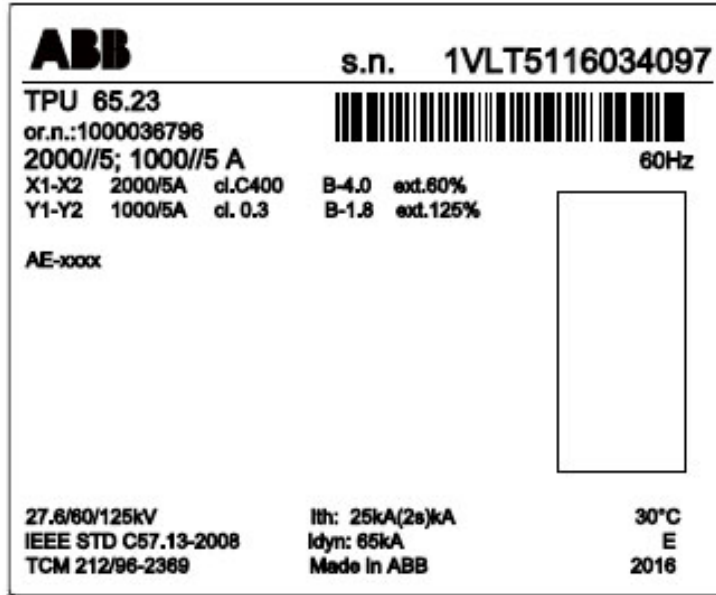 ABB s.n. 1VLT5116034097
TPU 65.23
or.n.:1000036796
2000//5; 1000//5 A 60Hz
X1-X2 2000/5A cl.C400 B-4.0 ext.60%
Y1-Y2 1000/5A cl. 0.3 B-1.8 ext.125%
AE-xxxx
27.6/60/125kV Ith: 25kA(2s)kA 30°C
IEEE STD C57.13-2008 Idyn: 65kA E
TCM 212/96-2369 Made in ABB 2016